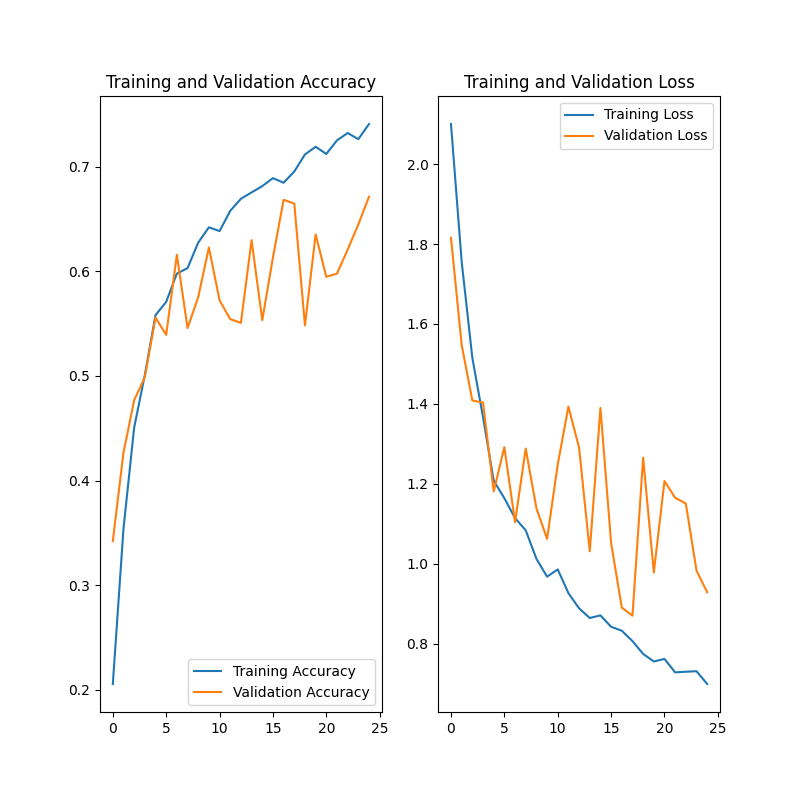 Training and Validation Accuracy
0.7
0.6
0.5
0.4
0.3
0.2
0 5 10 15 20 25
Training Accuracy
Validation Accuracy
Training and Validation Loss
2.0
1.8
1.6
1.4
1.2
1.0
0.8
0 5 10 15 20 25
Training Loss
Validation Loss